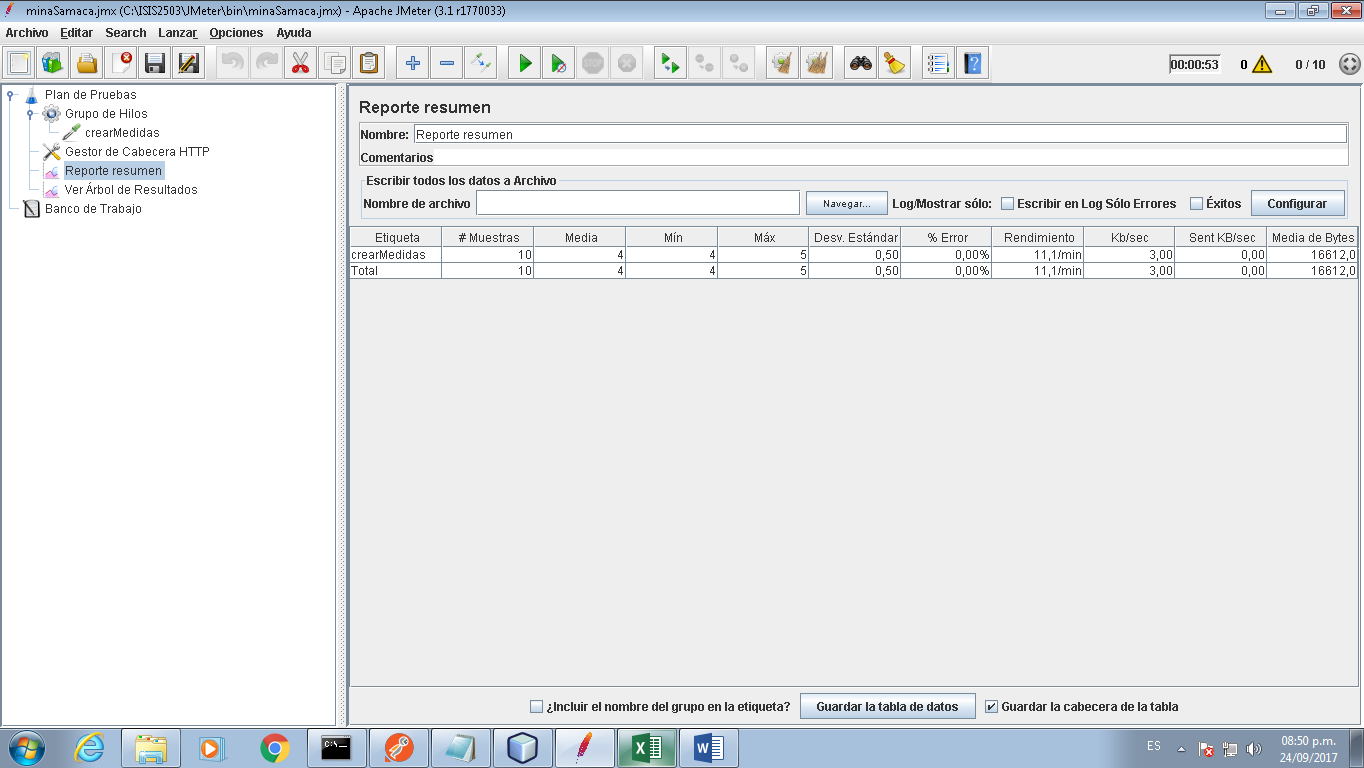 minaSamaca.jmx (C:\ISIS2503\JMeter\bin\minaSamaca.jmx) - Apache JMeter (3.1 r1770033)
Archivo Editar Search Lanzar Opciones Ayuda
STOP
00:00:53 0 0 / 10
Plan de Pruebas
Grupo de Hilos
crearMedidas
Gestor de Cabecera HTTP
Reporte resumen
Ver Árbol de Resultados
Banco de Trabajo
Reporte resumen
Nombre: Reporte resumen
Comentarios
Escribir todos los datos a Archivo
Nombre de archivo Navegar... Log/Mostrar sólo: Escribir en Log Sólo Errores Éxitos Configurar
Etiqueta # Muestras Media Mín Máx Desv. Estándar % Error Rendimiento Kb/sec Sent KB/sec Media de Bytes
crearMedidas 10 4 4 5 0,50 0,00% 11,1/min 3,00 0,00 16612,0
Total 10 4 4 5 0,50 0,00% 11,1/min 3,00 0,00 16612,0
¿Incluir el nombre del grupo en la etiqueta? Guardar la tabla de datos Guardar la cabecera de la tabla
C:\_
ES 08:50 p.m.
24/09/2017